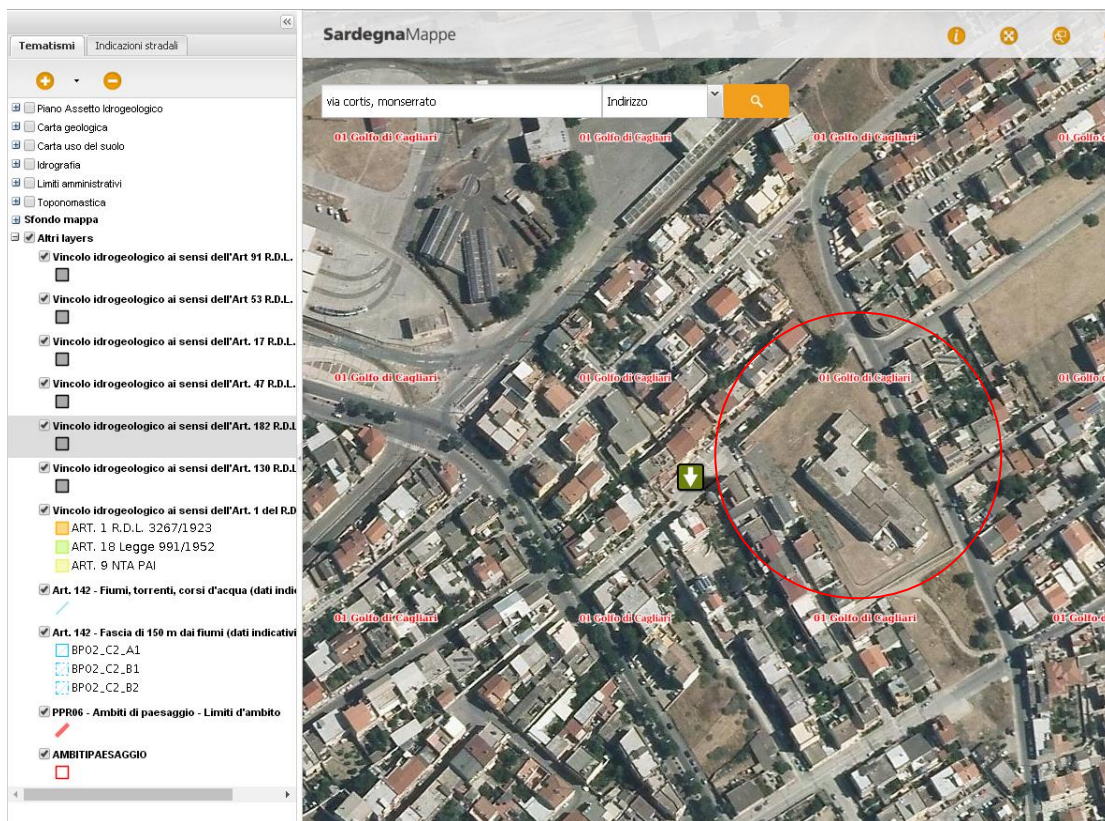 Tematismi
Indicazioni stradali
Piano Assetto Idrogeologico
Carta geologica
Carta uso del suolo
Idrografia
Limiti amministrativi
Toponomastica
Sfondo mappa
Altri layers
Vincolo idrogeologico ai sensi dell'Art 91 R.D.L.
Vincolo idrogeologico ai sensi dell'Art 53 R.D.L.
Vincolo idrogeologico ai sensi dell'Art. 17 R.D.L.
Vincolo idrogeologico ai sensi dell'Art. 47 R.D.L.
Vincolo idrogeologico ai sensi dell'Art. 182 R.D.L
Vincolo idrogeologico ai sensi dell'Art. 130 R.D.L
Vincolo idrogeologico ai sensi dell'Art. 1 del R.D
ART. 1 R.D.L. 3267/1923
ART. 18 Legge 991/1952
ART. 9 NTA PAI
Art. 142 - Fiumi, torrenti, corsi d'acqua (dati indic
Art. 142 - Fascia di 150 m dai fiumi (dati indicativi
BP02_C2_A1
BP02_C2_B1
BP02_C2_B2
PPR06 - Ambiti di paesaggio - Limiti d'ambito
AMBITIPAESAGGIO
SardegnaMappe
via cortis, monserrato
Indirizzo
01 Golfo di Cagliari
01 Golfo di Cagliari
01 Golfo di Cagliari
01 Golfo di C
01 Golfo di Cagliari
01 Golfo di Cagliari
01 Golfo di Cagliari
01 Golfo di C
01 Golfo di Cagliari
01 Golfo di Cagliari
01 Golfo di Cagliari
01 Golfo di C